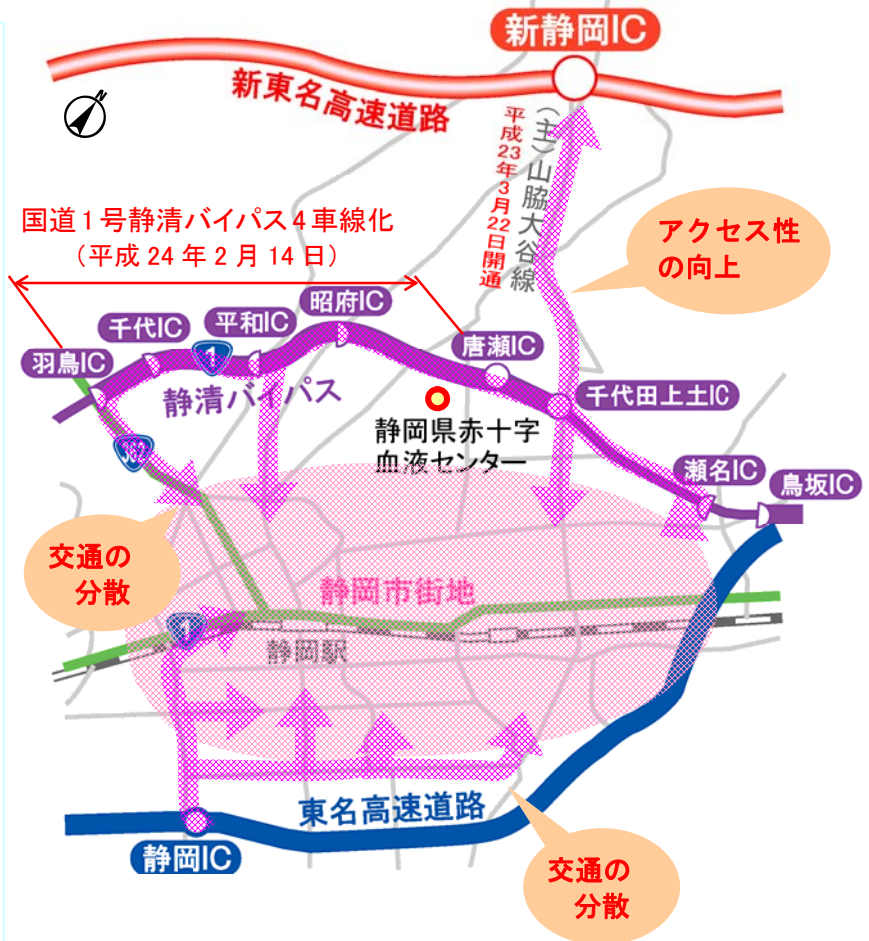 新静岡IC
新東名高速道路
N
(主)山脇大谷線
平成23年3月22日開通
国道1号静清バイパス4車線化
(平成24年2月14日)
アクセス性
の向上
昭府IC
平和IC
千代IC
羽鳥IC
1
唐瀬IC
静清バイパス
千代田上土IC
静岡県赤十字
血液センター
362
瀬名IC
鳥坂IC
交通の
分散
静岡市街地
1
静岡駅
東名高速道路
静岡IC
交通の
分散